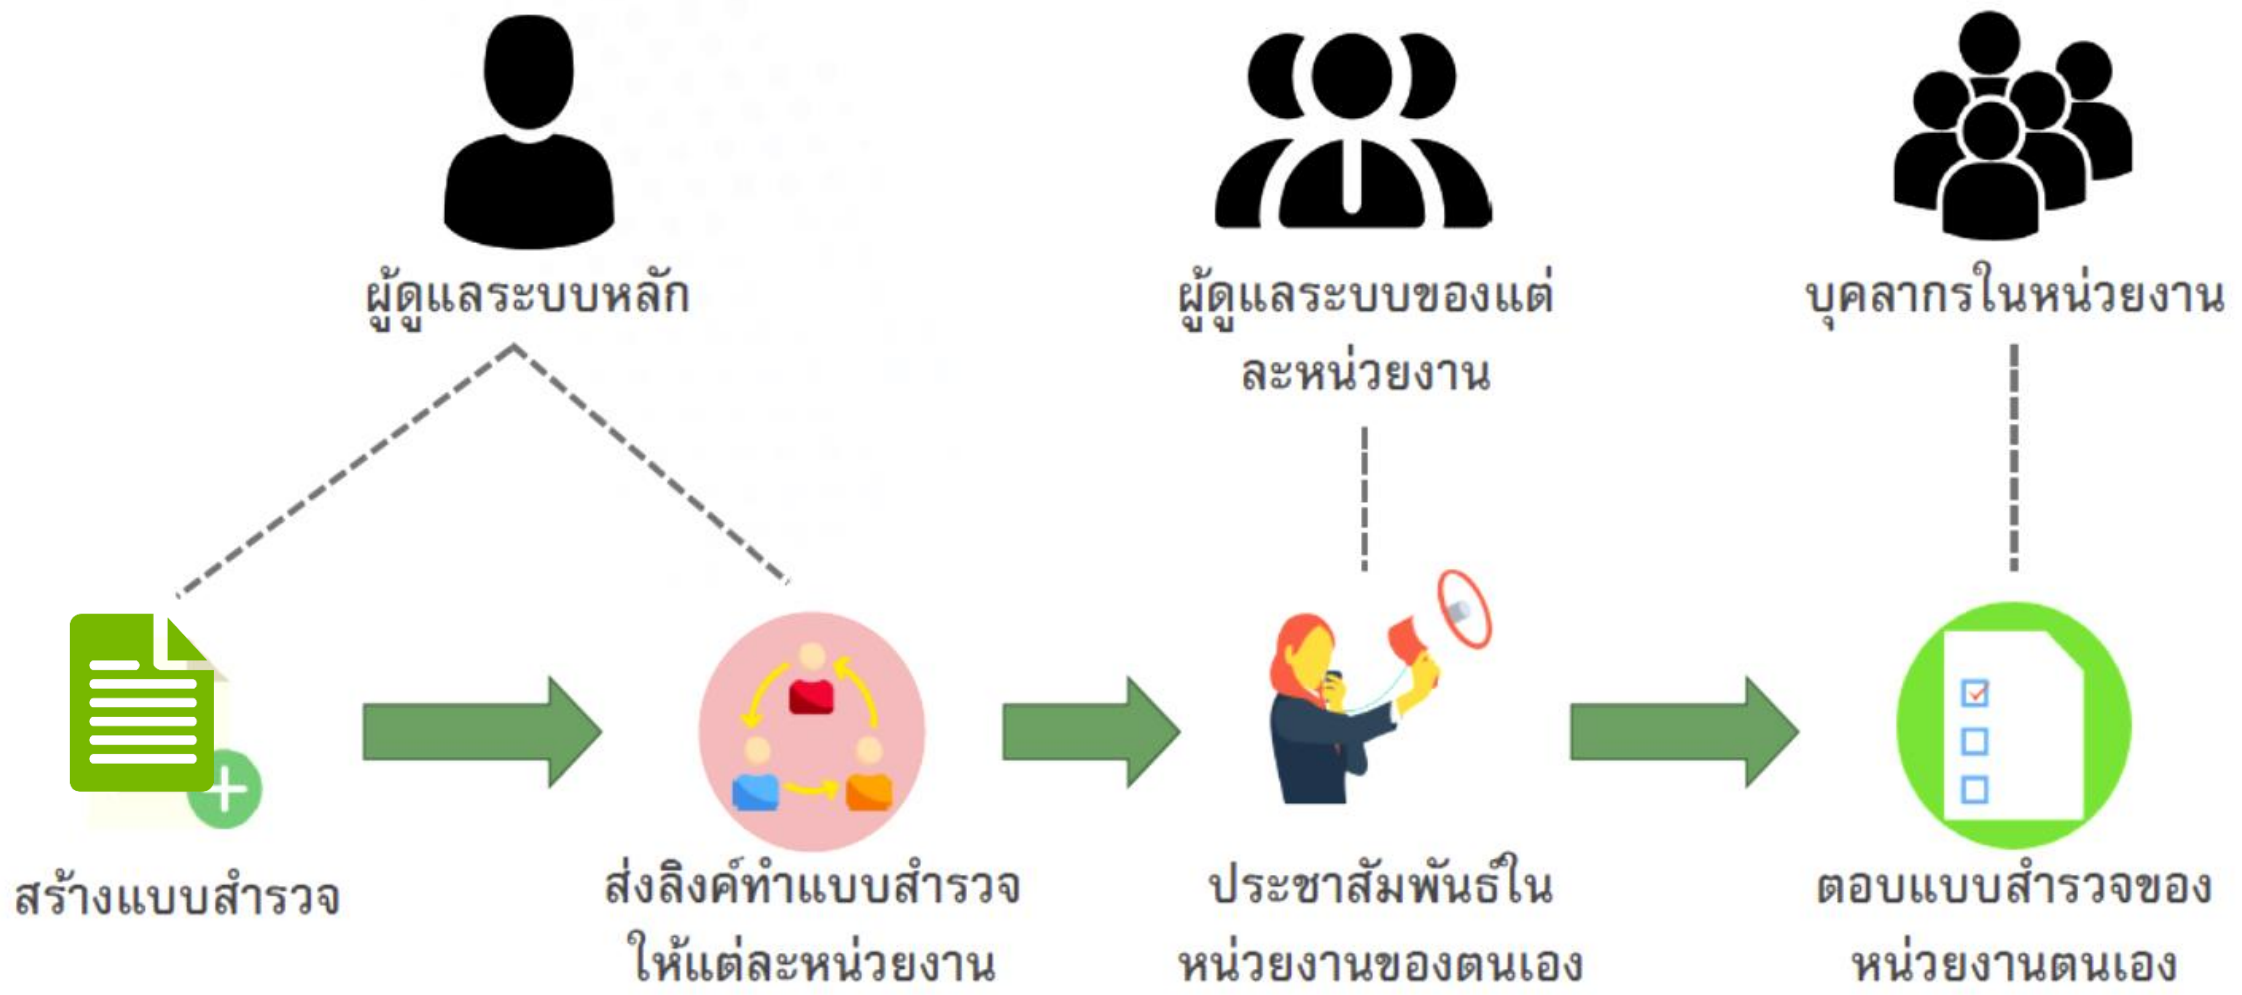 ผู้ดูแลระบบหลัก
ผู้ดูแลระบบของแต่
ละหน่วยงาน
บุคลากรในหน่วยงาน
สร้างแบบสำรวจ
ส่งลิงค์ทำแบบสำรวจ
ให้แต่ละหน่วยงาน
ประชาสัมพันธ์ใน
หน่วยงานของตนเอง
ตอบแบบสำรวจของ
หน่วยงานตนเอง